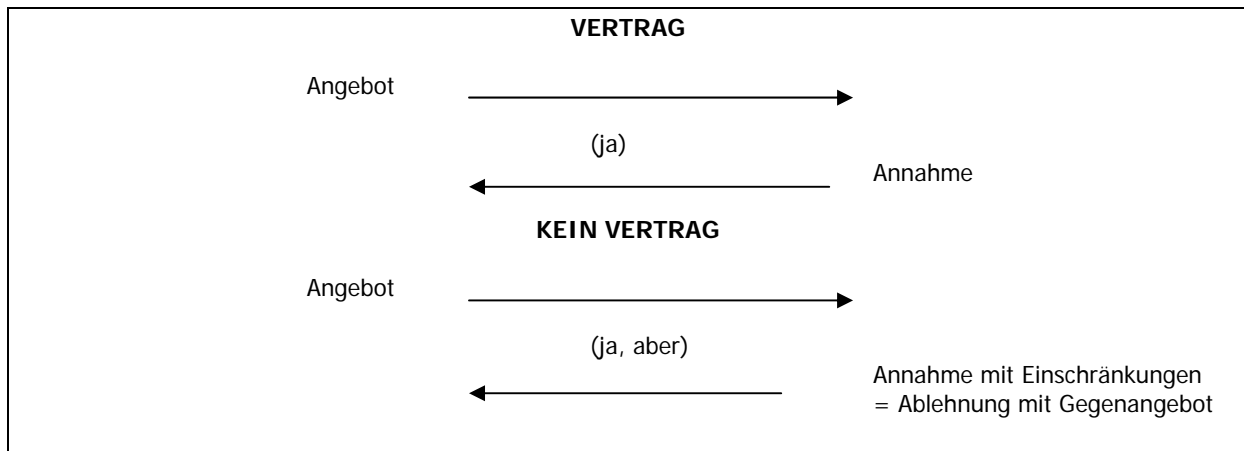 VERTRAG
Angebot
(ja)
Annahme
KEIN VERTRAG
Angebot
(ja, aber)
Annahme mit Einschränkungen
= Ablehnung mit Gegenangebot